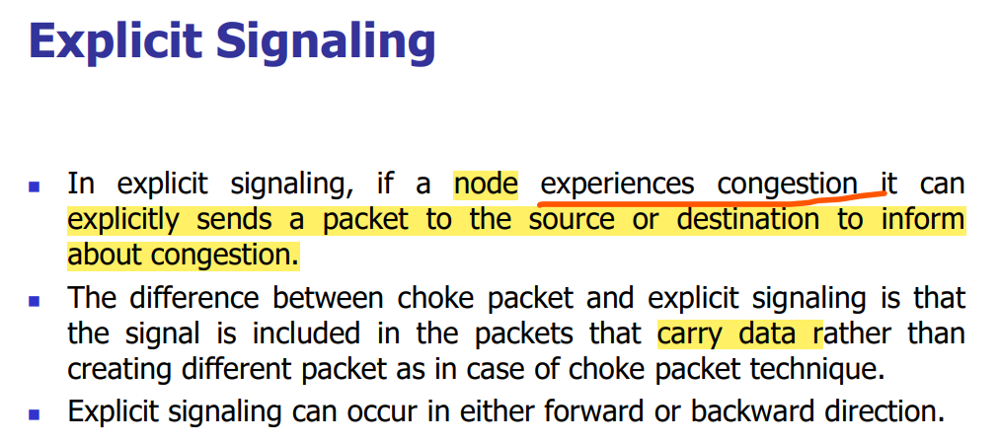 Explicit Signaling
In explicit signaling, if a node experiences congestion it can
explicitly sends a packet to the source or destination to inform
about congestion.
The difference between choke packet and explicit signaling is that
the signal is included in the packets that carry data rather than
creating different packet as in case of choke packet technique.
Explicit signaling can occur in either forward or backward direction.